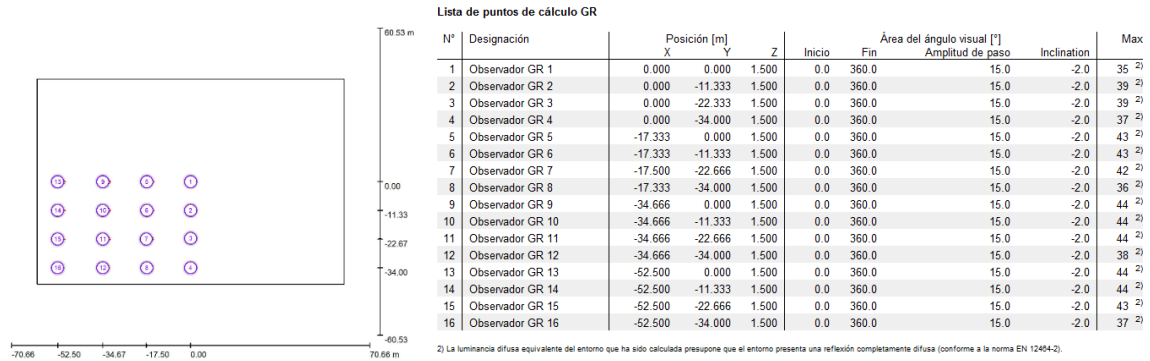 Lista de puntos de cálculo GR
60.53 m
N° Designación Posición [m] Área del ángulo visual [°] Max
X Y Z Inicio Fin Amplitud de paso Inclination
1 Observador GR 1 0.000 0.000 1.500 0.0 360.0 15.0 -2.0 35 2)
2 Observador GR 2 0.000 -11.333 1.500 0.0 360.0 15.0 -2.0 39 2)
3 Observador GR 3 0.000 -22.333 1.500 0.0 360.0 15.0 -2.0 39 2)
4 Observador GR 4 0.000 -34.000 1.500 0.0 360.0 15.0 -2.0 37 2)
5 Observador GR 5 -17.333 0.000 1.500 0.0 360.0 15.0 -2.0 43 2)
6 Observador GR 6 -17.333 -11.333 1.500 0.0 360.0 15.0 -2.0 43 2)
7 Observador GR 7 -17.500 -22.666 1.500 0.0 360.0 15.0 -2.0 42 2)
8 Observador GR 8 -17.333 -34.000 1.500 0.0 360.0 15.0 -2.0 36 2)
9 Observador GR 9 -34.666 0.000 1.500 0.0 360.0 15.0 -2.0 44 2)
10 Observador GR 10 -34.666 -11.333 1.500 0.0 360.0 15.0 -2.0 44 2)
11 Observador GR 11 -34.666 -22.666 1.500 0.0 360.0 15.0 -2.0 44 2)
12 Observador GR 12 -34.666 -34.000 1.500 0.0 360.0 15.0 -2.0 38 2)
13 Observador GR 13 -52.500 0.000 1.500 0.0 360.0 15.0 -2.0 44 2)
14 Observador GR 14 -52.500 -11.333 1.500 0.0 360.0 15.0 -2.0 44 2)
15 Observador GR 15 -52.500 -22.666 1.500 0.0 360.0 15.0 -2.0 43 2)
16 Observador GR 16 -52.500 -34.000 1.500 0.0 360.0 15.0 -2.0 37 2)
2) La luminancia difusa equivalente del entorno que ha sido calculada presupone que el entorno presenta una reflexión completamente difusa (conforme a la norma EN 12464-2).
13 9 5 1 0.00
14 10 6 2 -11.33
15 11 7 3 -22.67
16 12 8 4 -34.00
-60.53
-70.66 -52.50 -34.67 -17.50 0.00 70.66 m